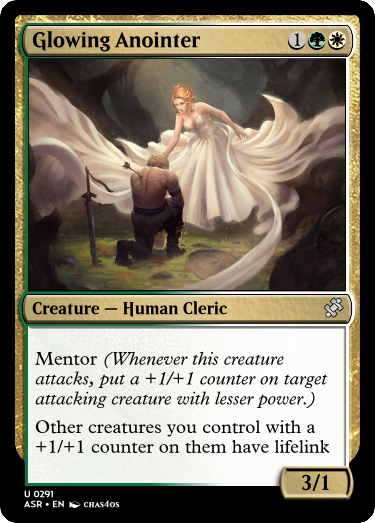 Glowing Anointer 1
Creature — Human Cleric
Mentor (Whenever this creature
attacks, put a +1/+1 counter on target
attacking creature with lesser power.)
Other creatures you control with a
+1/+1 counter on them have lifelink
3/1
U 0291
ASR • EN CHAS4OS